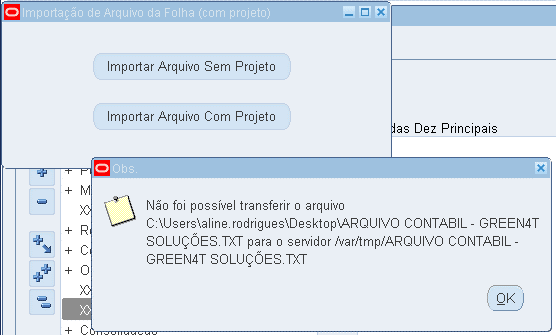 Importação de Arquivo da Folha (com projeto)
Importar Arquivo Sem Projeto
Importar Arquivo Com Projeto
das Dez Principais
Obs.
Não foi possível transferir o arquivo
C:\Users\aline.rodrigues\Desktop\ARQUIVO CONTABIL - GREEN4T
SOLUÇÕES.TXT para o servidor /var/tmp/ARQUIVO CONTABIL -
GREEN4T SOLUÇÕES.TXT
OK
+ M
+ R
+ C
+ O